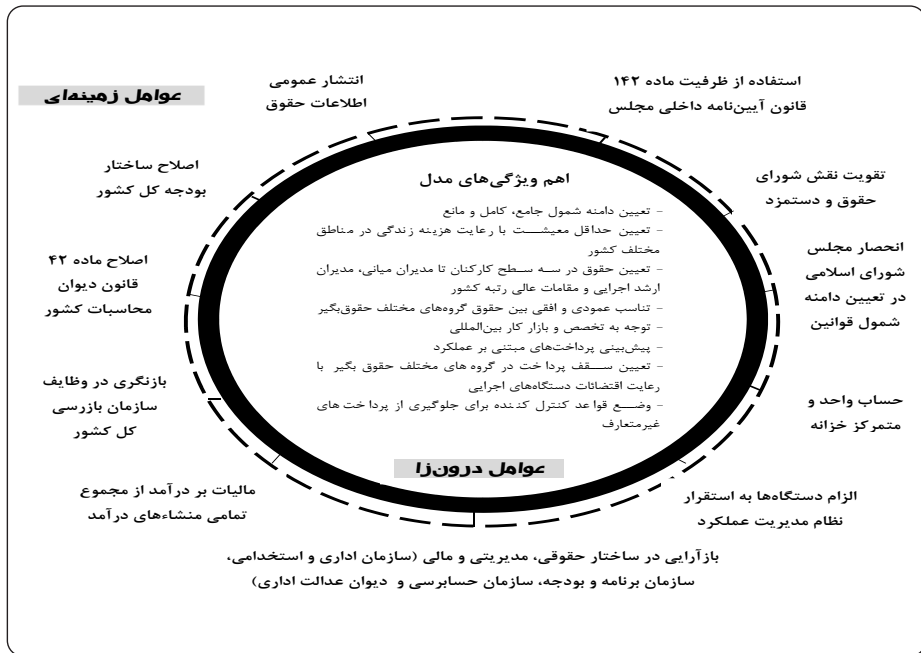 عوامل زمینه‌ای
انتشار عمومی
اطلاعات حقوق
استفاده از ظرفیت ماده ۱۴۲
قانون آیین‌نامه داخلی مجلس
اصلاح ساختار
بودجه کل کشور
تقویت نقش شورای
حقوق و دستمزد
اصلاح ماده ۴۲
قانون دیوان
محاسبات کشور
انحصار مجلس
شورای اسلامی
در تعیین دامنه
شمول قوانین
بازنگری در وظایف
سازمان بازرسی
کل کشور
حساب واحد و
متمرکز خزانه
مالیات بر درآمد از مجموع
تمامی منشاءهای درآمد
الزام دستگاه‌ها به استقرار
نظام مدیریت عملکرد
اهم ویژگی‌های مدل
- تعیین دامنه شمول جامع، کامل و مانع
- تعیین حداقل معیشت با رعایت هزینه زندگی در مناطق
مختلف کشور
- تعیین حقوق در سه سطح کارکنان تا مدیران میانی، مدیران
ارشد اجرایی و مقامات عالی رتبه کشور
- تناسب عمودی و افقی بین حقوق گروه‌های مختلف حقوق‌بگیر
- توجه به تخصص و بازار کار بین‌المللی
- پیش‌بینی پرداخت‌های مبتنی بر عملکرد
- تعیین سقف پرداخت در گروه های مختلف حقوق بگیر با
رعایت اقتضائات دستگاه‌های اجرایی
- وضع قواعد کنترل کننده برای جلوگیری از پرداخت های
غیرمتعارف
عوامل درون‌زا
بازآرایی در ساختار حقوقی، مدیریتی و مالی (سازمان اداری و استخدامی،
سازمان برنامه و بودجه، سازمان حسابرسی و دیوان عدالت اداری)